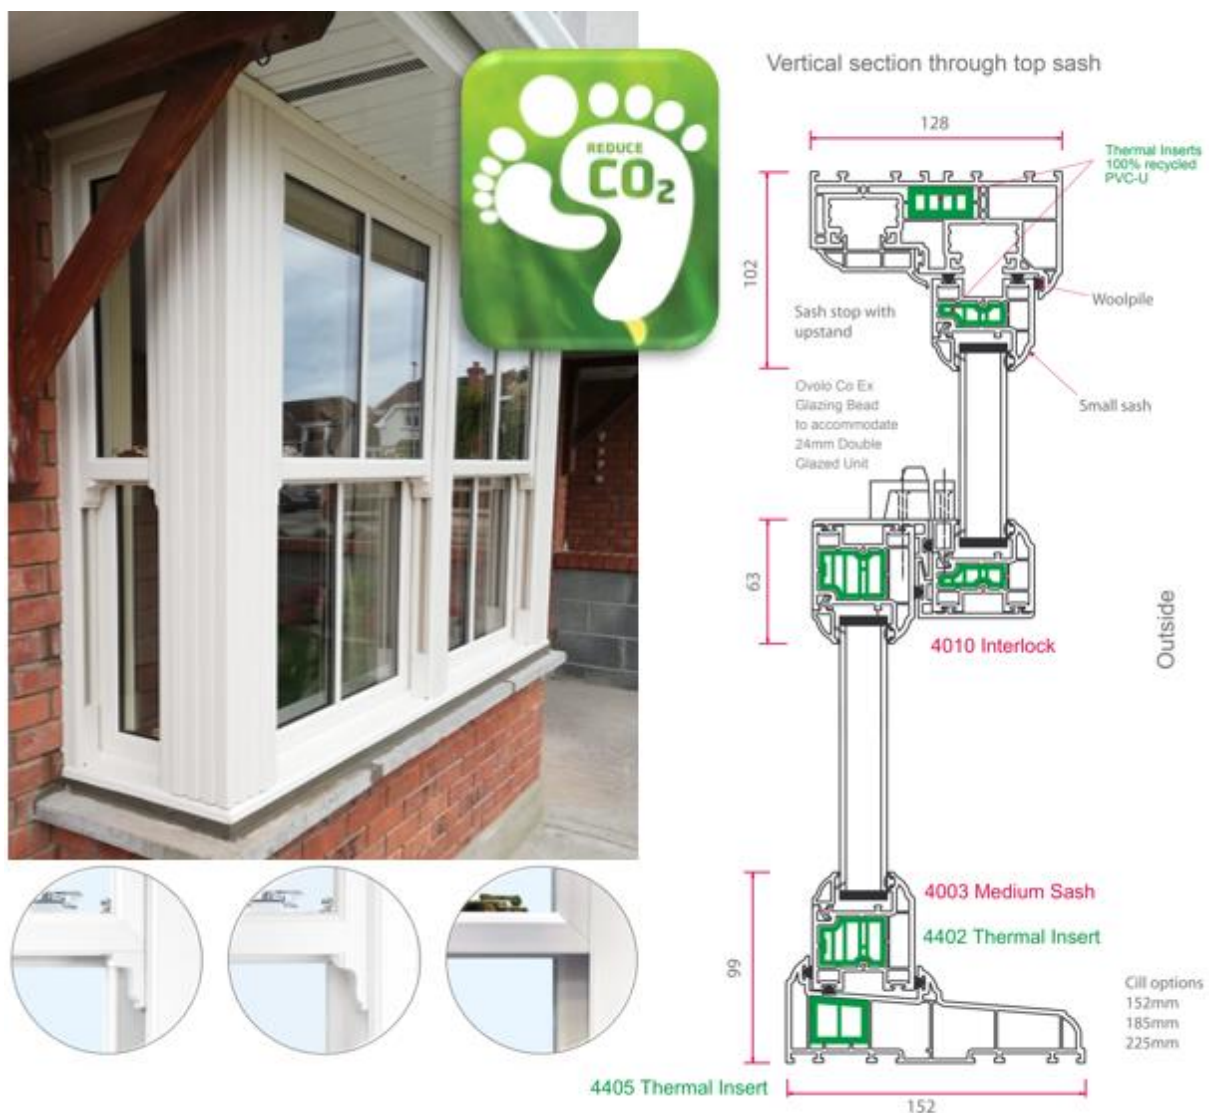 REDUCE
CO2
Vertical section through top sash
128
Thermal Inserts
100% recycled
PVC-U
102
Woolpile
Sash stop with
upstand
Small sash
Ovolo Co Ex
Glazing Bead
to accommodate
24mm Double
Glazed Unit
63
4010 Interlock
Outside
4003 Medium Sash
4402 Thermal Insert
99
Cill options
152mm
185mm
225mm
4405 Thermal Insert
152